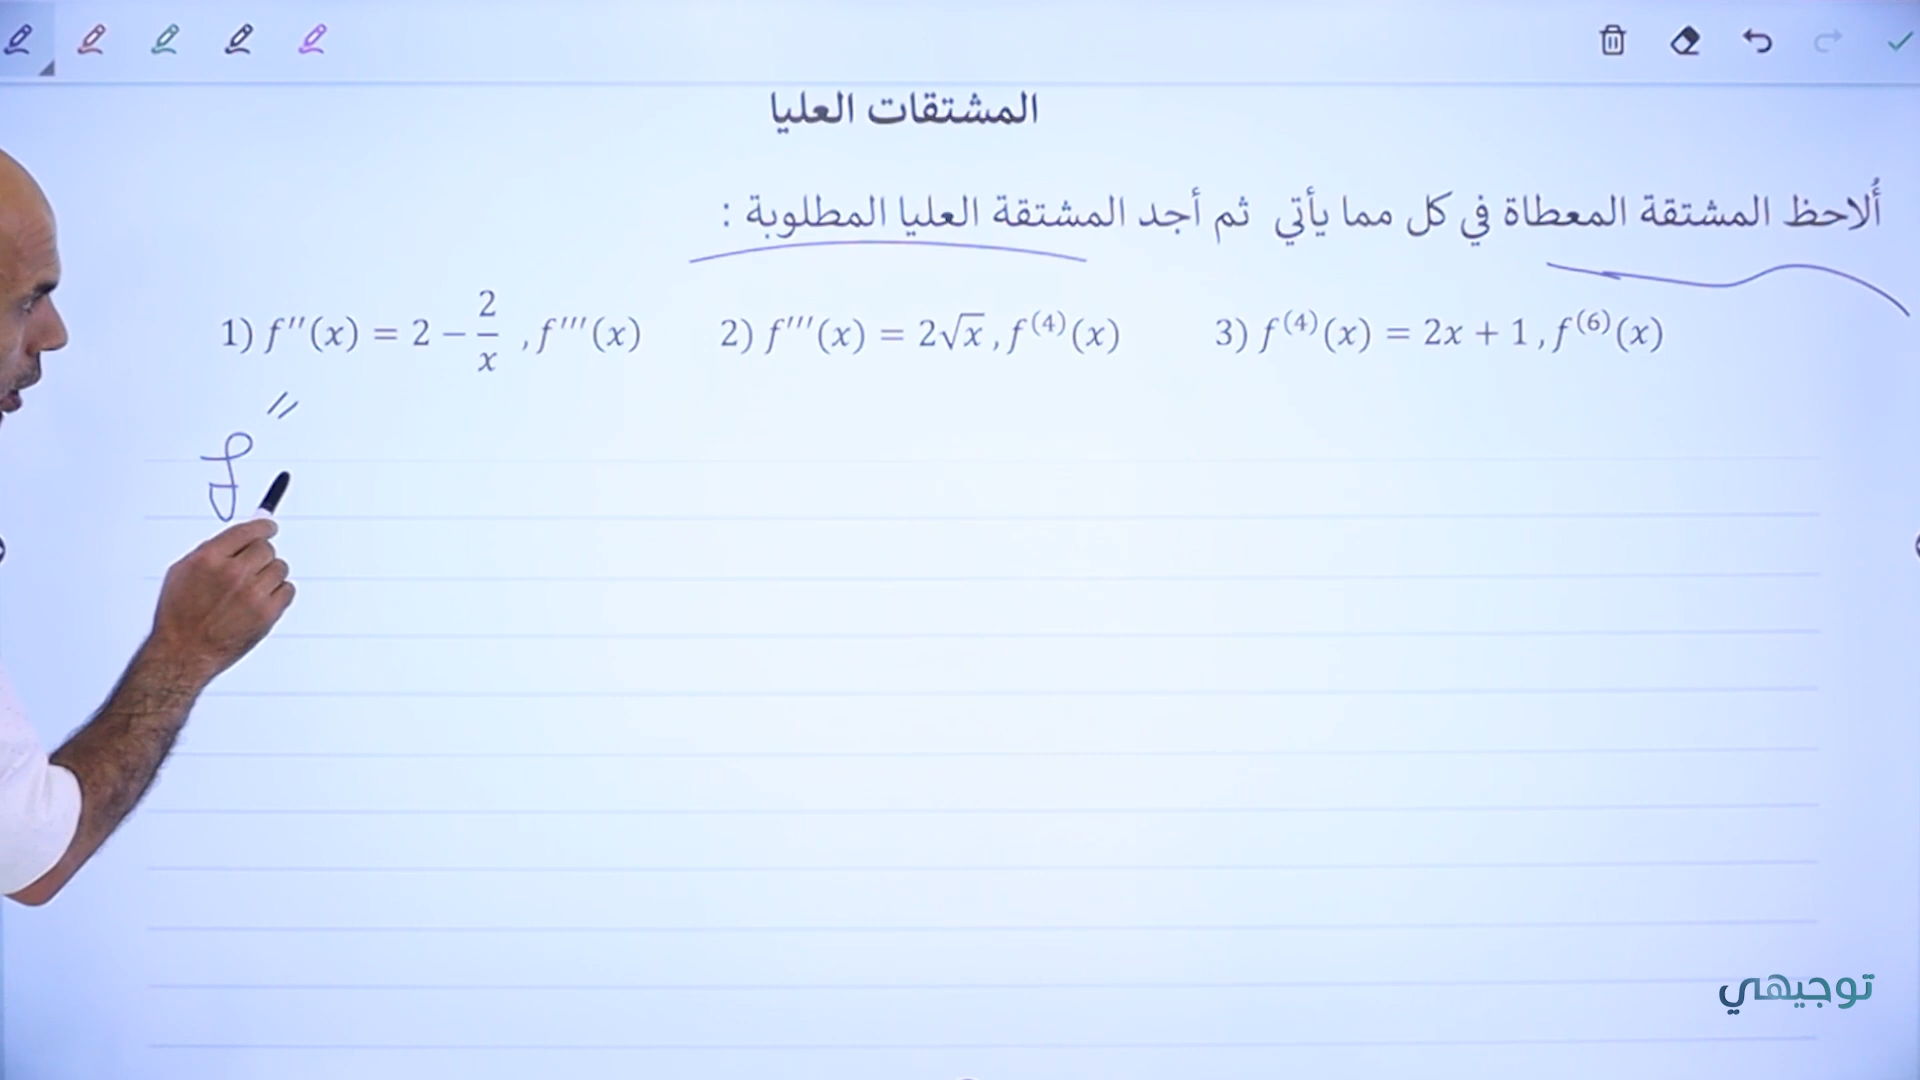 المشتقات العليا
أُلاحظ المشتقة المعطاة في كل مما يأتي ثم أجد المشتقة العليا المطلوبة :
1) f''(x) = 2 − 2/x , f'''(x) 2) f'''(x) = 2√x , f⁽⁴⁾(x) 3) f⁽⁴⁾(x) = 2x + 1 , f⁽⁶⁾(x)
f''
توجيهي